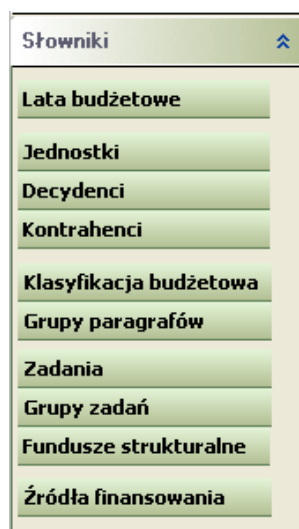 Słowniki
Lata budżetowe
Jednostki
Decydenci
Kontrahenci
Klasyfikacja budżetowa
Grupy paragrafów
Zadania
Grupy zadań
Fundusze strukturalne
Źródła finansowania